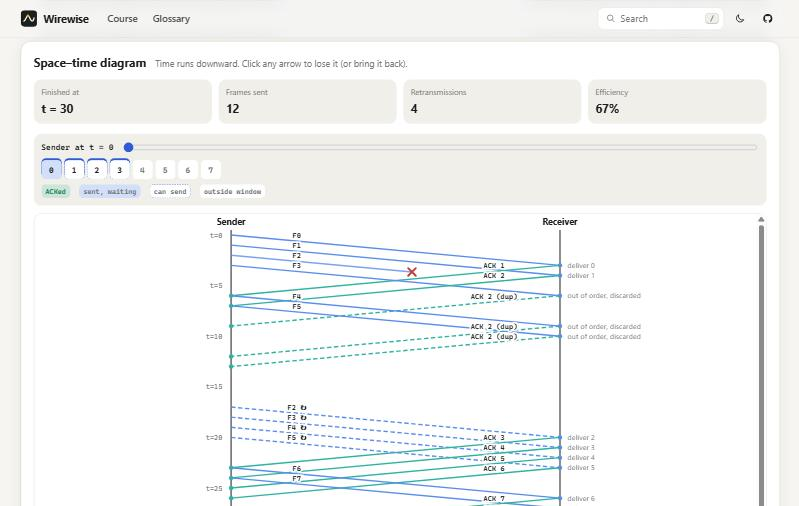 Wirewise Course Glossary Search /
Space–time diagram Time runs downward. Click any arrow to lose it (or bring it back).
Finished at Frames sent Retransmissions Efficiency
t = 30 12 4 67%
Sender at t = 0
0 1 2 3 4 5 6 7
ACKed sent, waiting can send outside window
Sender Receiver
t=0 F0
F1
F2
F3 ACK 1 deliver 0
ACK 2 deliver 1
t=5
F4 ACK 2 (dup) out of order, discarded
F5
ACK 2 (dup) out of order, discarded
t=10 ACK 2 (dup) out of order, discarded
t=15
F2 ↻
F3 ↻
F4 ↻
t=20 F5 ↻ ACK 3 deliver 2
ACK 4 deliver 3
ACK 5 deliver 4
F6 ACK 6 deliver 5
F7
t=25
ACK 7 deliver 6